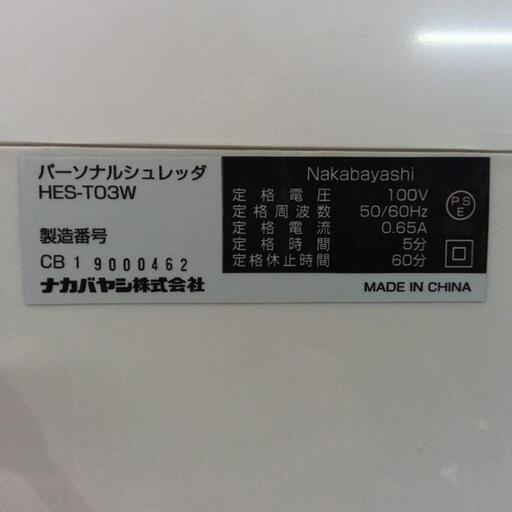 パーソナルシュレッダ
HES-T03W
製造番号
CB 1 9000462
ナカバヤシ株式会社
Nakabayashi
定格電圧 100V
定格周波数 50/60Hz
定格電流 0.65A
定格時間 5分
定格休止時間 60分
PSE
MADE IN CHINA